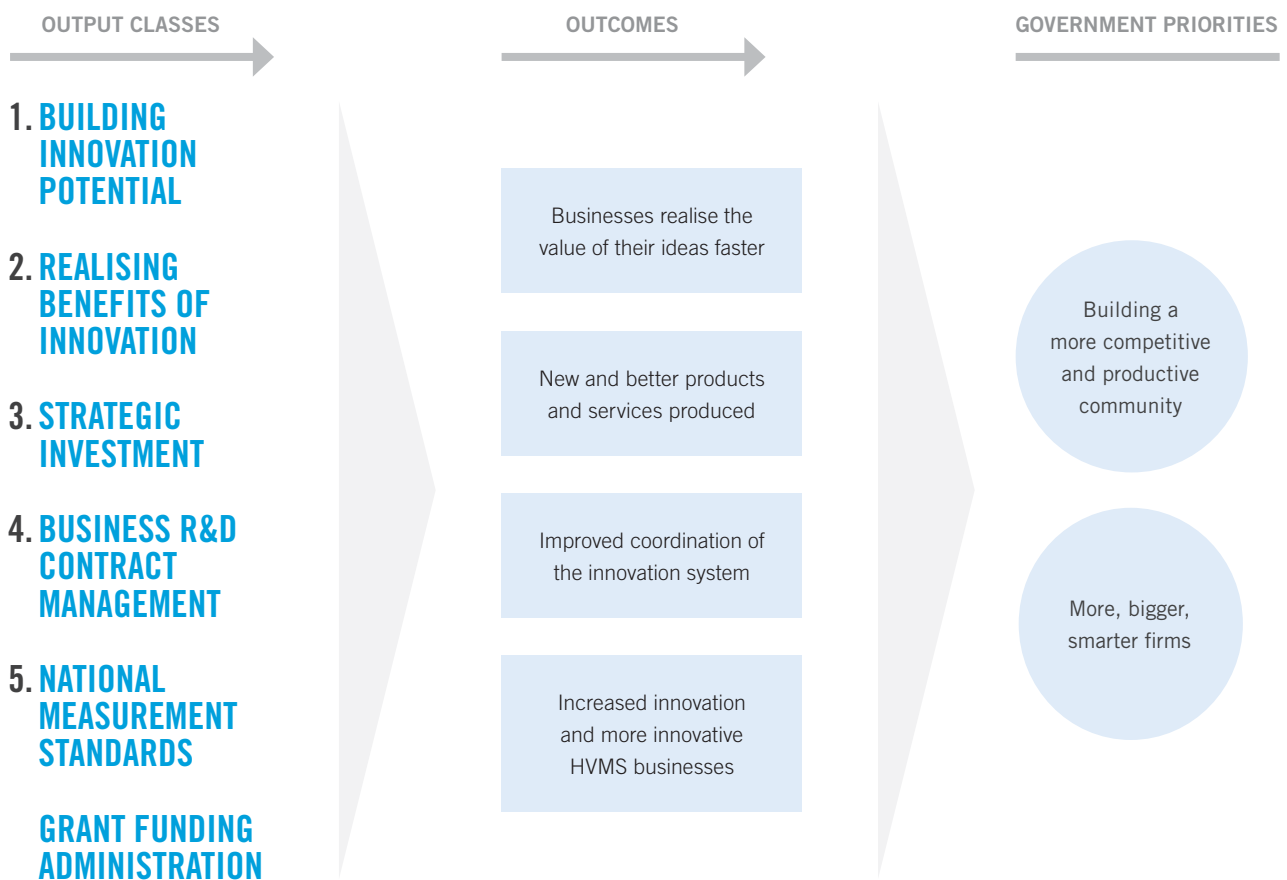 OUTPUT CLASSES
1. BUILDING
INNOVATION
POTENTIAL
2. REALISING
BENEFITS OF
INNOVATION
3. STRATEGIC
INVESTMENT
4. BUSINESS R&D
CONTRACT
MANAGEMENT
5. NATIONAL
MEASUREMENT
STANDARDS
GRANT FUNDING
ADMINISTRATION
OUTCOMES
Businesses realise the
value of their ideas faster
New and better products
and services produced
Improved coordination of
the innovation system
Increased innovation
and more innovative
HVMS businesses
GOVERNMENT PRIORITIES
Building a
more competitive
and productive
community
More, bigger,
smarter firms